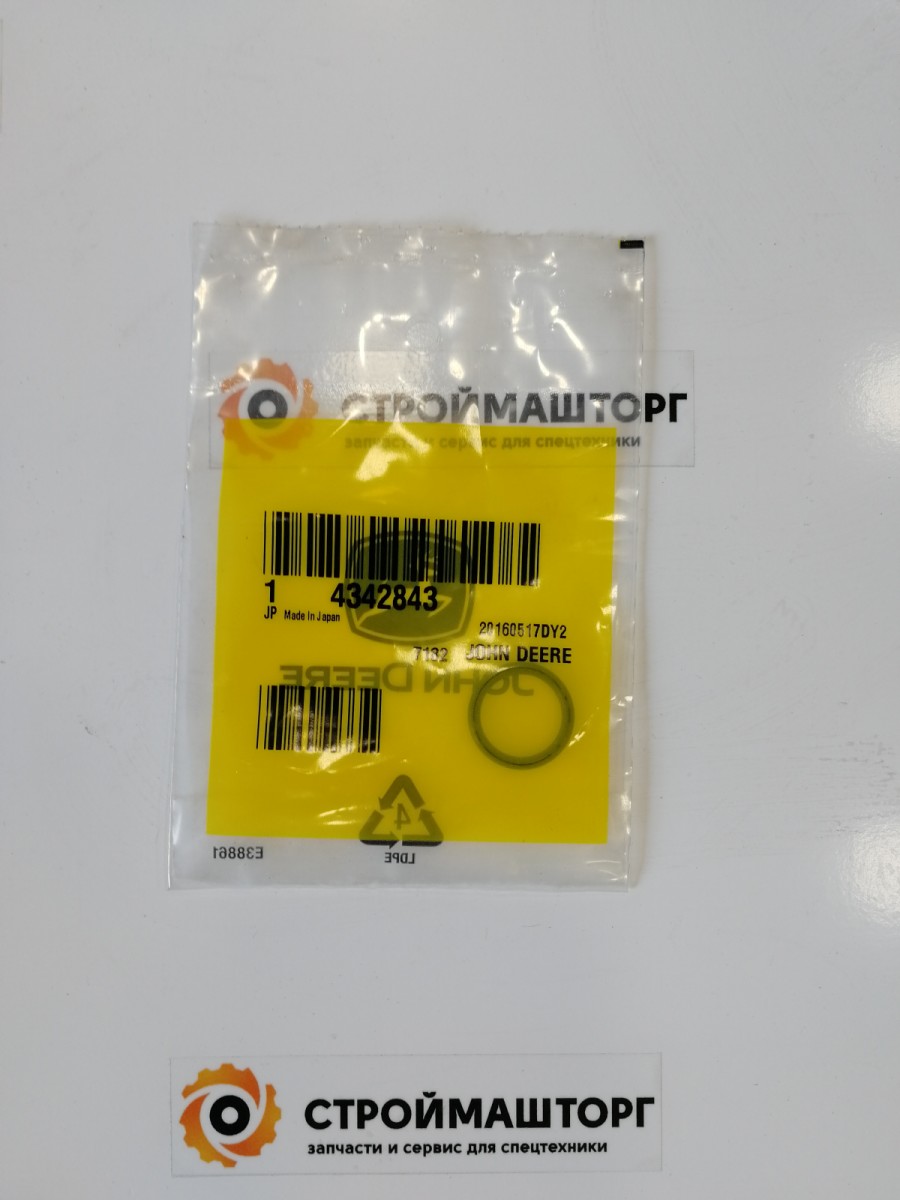 СТРОЙМАШТОРГ
запчасти и сервис для спецтехники
1 4342843
JP Made In Japan
20160517DY2
7182 JOHN DEERE
JOHN DEERE
4
LDPE
E38861
СТРОЙМАШТОРГ
запчасти и сервис для спецтехники